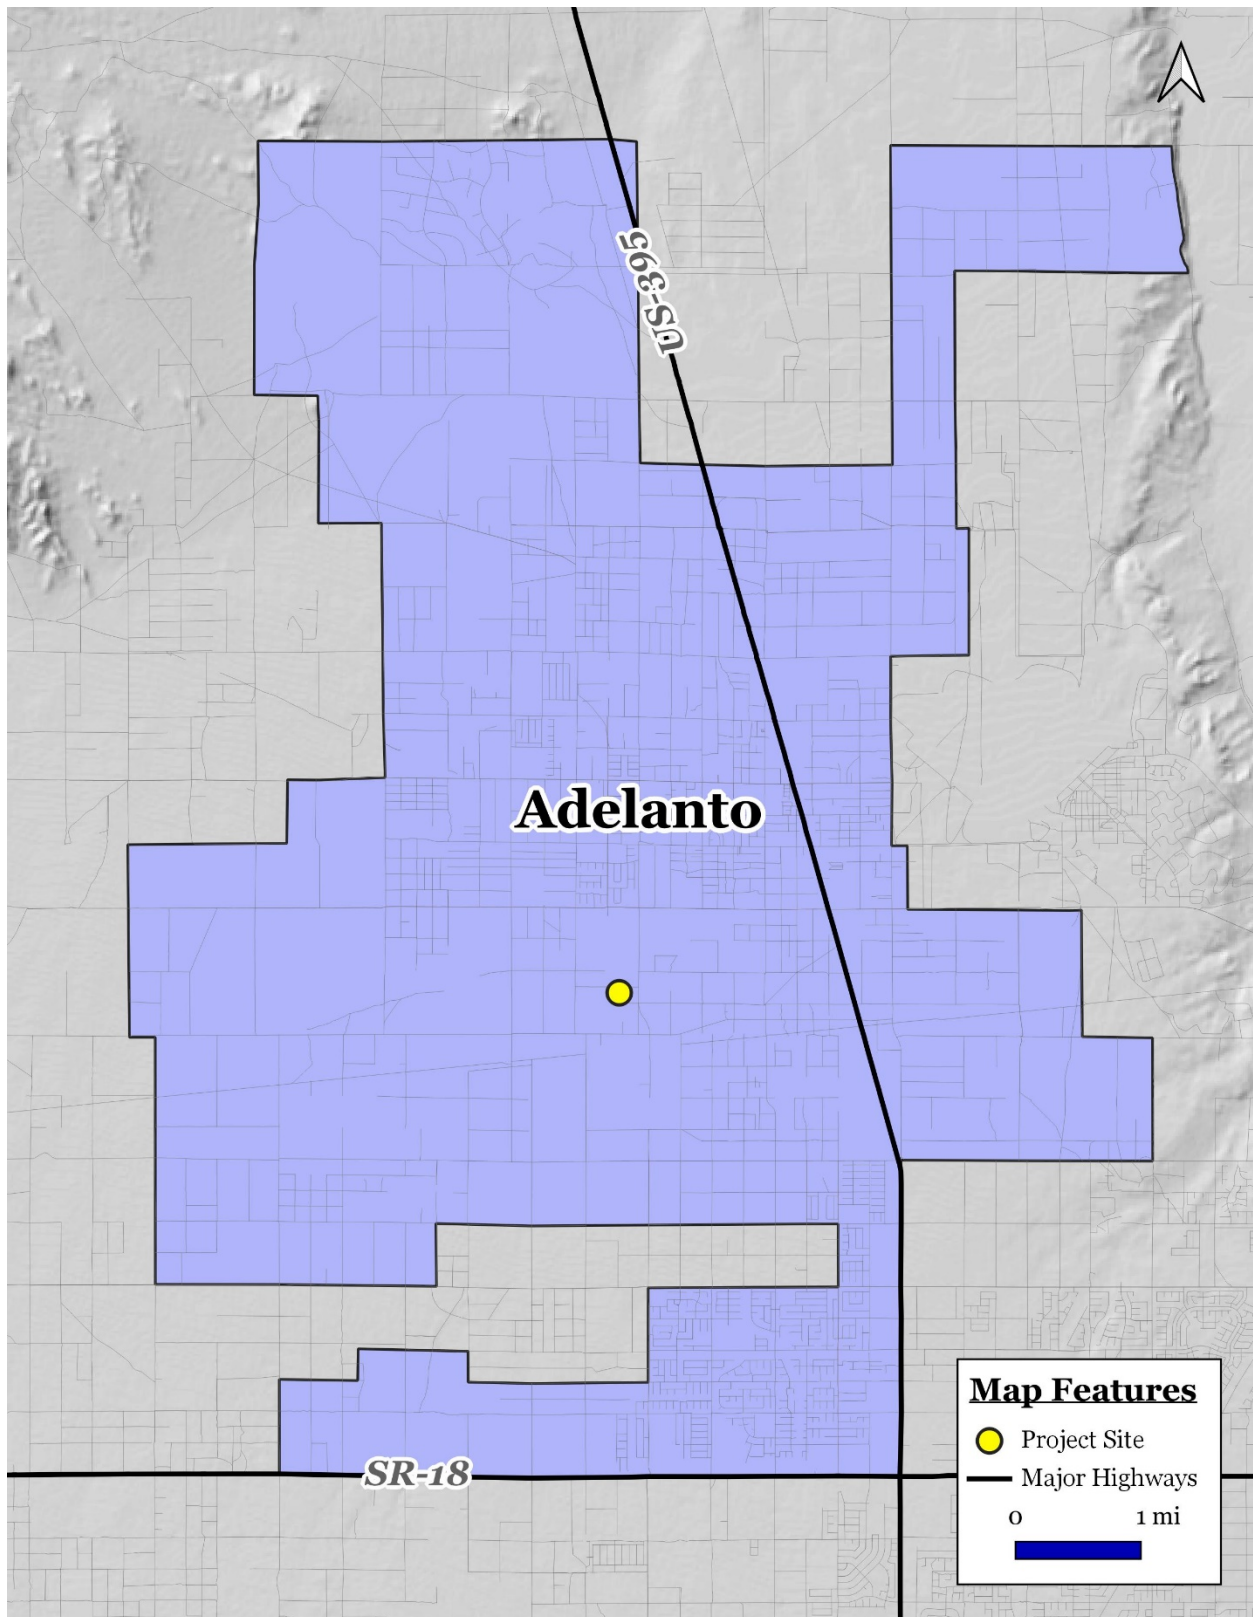 US-395
Adelanto
SR-18
Map Features
Project Site
Major Highways
0 1 mi